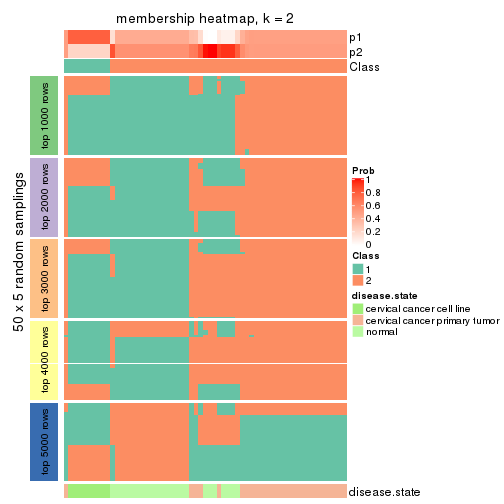 membership heatmap, k = 2
p1
p2
Class
50 x 5 random samplings
top 1000 rows
top 2000 rows
top 3000 rows
top 4000 rows
top 5000 rows
Prob
1
0.8
0.6
0.4
0.2
0
Class
1
2
disease.state
cervical cancer cell line
cervical cancer primary tumor
normal
disease.state